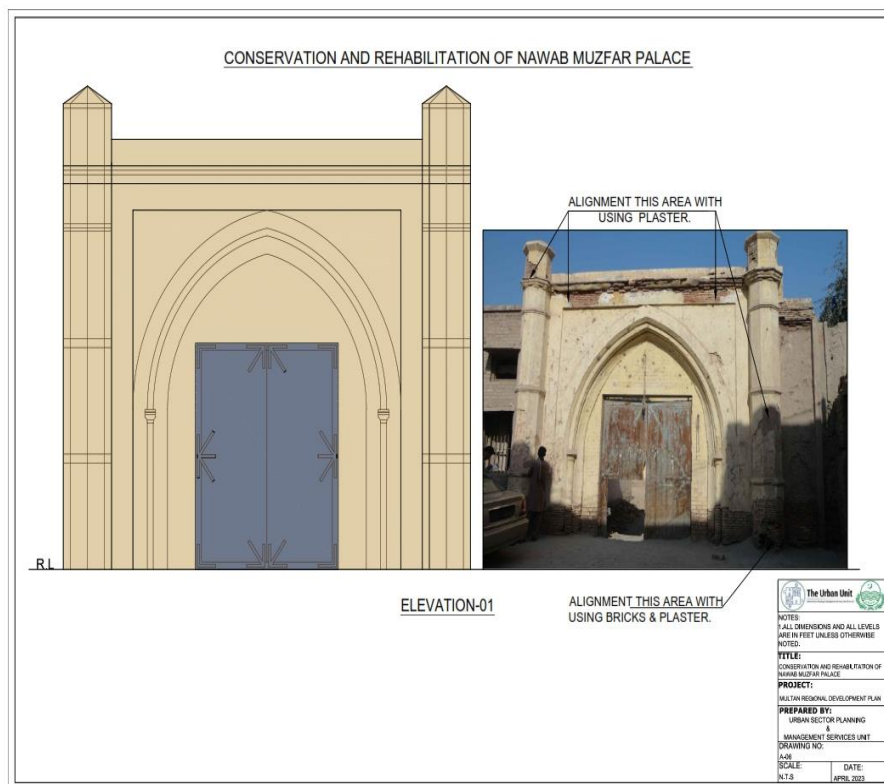 CONSERVATION AND REHABILITATION OF NAWAB MUZFAR PALACE
ALIGNMENT THIS AREA WITH
USING PLASTER.
R.L
ELEVATION-01
ALIGNMENT THIS AREA WITH
USING BRICKS & PLASTER.
The Urban Unit
NOTES:
1.ALL DIMENSIONS AND ALL LEVELS
ARE IN FEET UNLESS OTHERWISE
NOTED.
TITLE:
CONSERVATION AND REHABILITATION OF
NAWAB MUZFAR PALACE
PROJECT:
MULTAN REGIONAL DEVELOPMENT PLAN
PREPARED BY:
URBAN SECTOR PLANNING
&
MANAGEMENT SERVICES UNIT
DRAWING NO:
A-06
SCALE:
N.T.S
DATE:
APRIL 2023